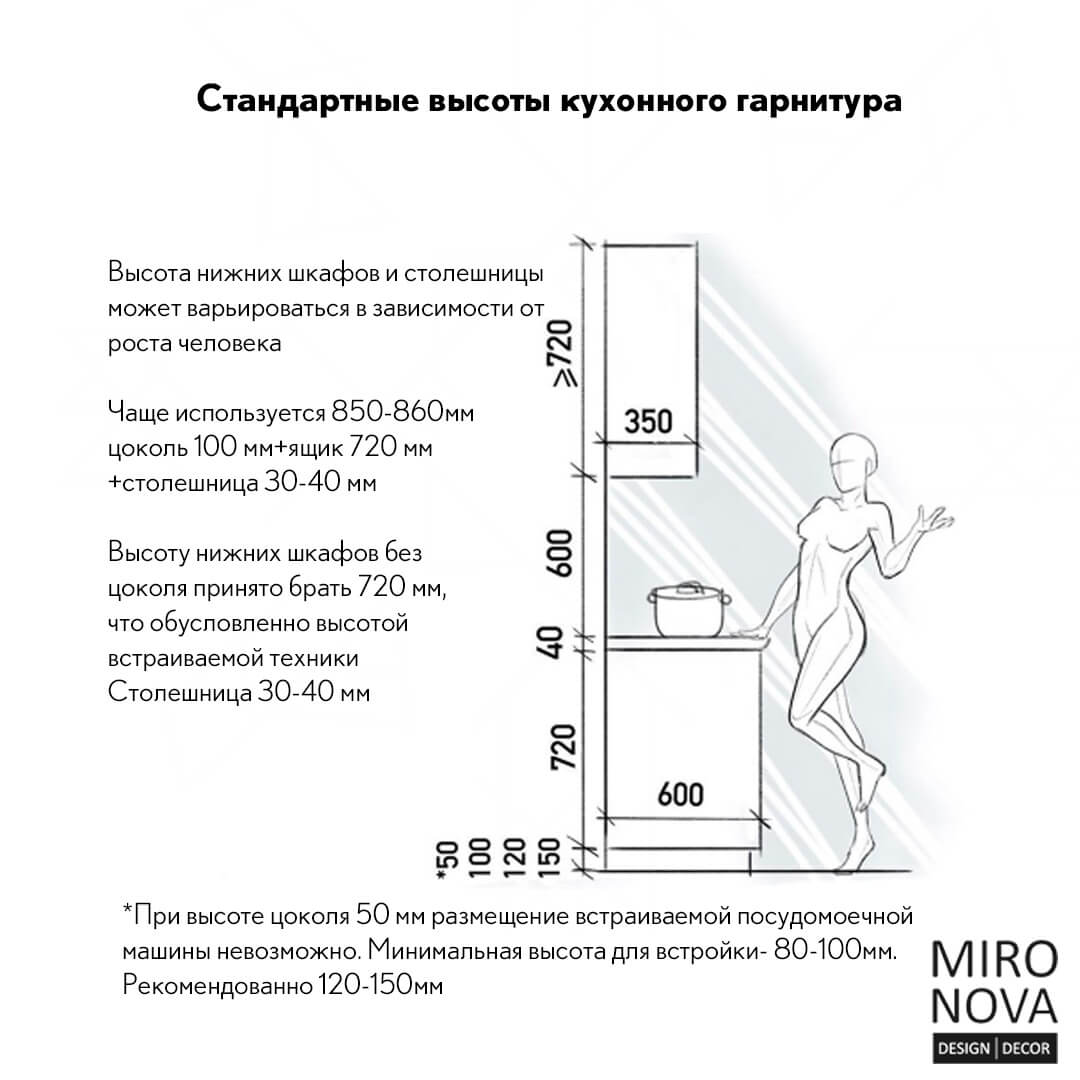 Стандартные высоты кухонного гарнитура
Высота нижних шкафов и столешницы
может варьироваться в зависимости от
роста человека
Чаще используется 850-860мм
цоколь 100 мм+ящик 720 мм
+столешница 30-40 мм
Высоту нижних шкафов без
цоколя принято брать 720 мм,
что обусловленно высотой
встраиваемой техники
Столешница 30-40 мм
⩾720
350
600
40
720
600
*50
100
120
150
*При высоте цоколя 50 мм размещение встраиваемой посудомоечной
машины невозможно. Минимальная высота для встройки- 80-100мм.
Рекомендованно 120-150мм
MIRO
NOVA
DESIGN | DECOR